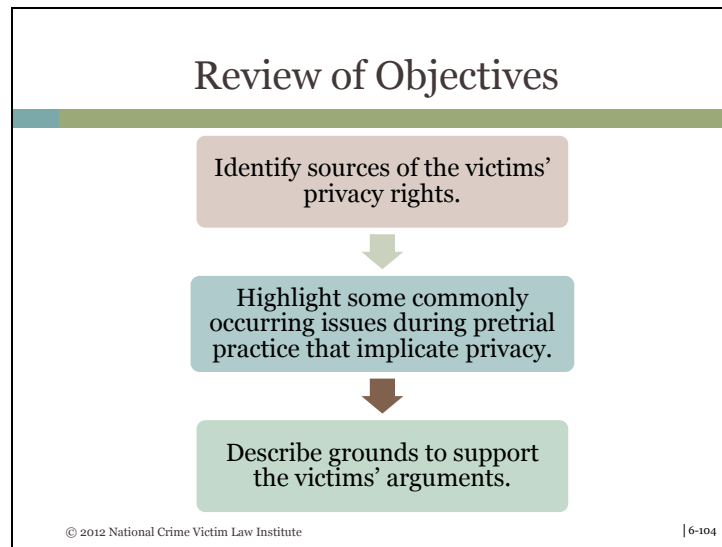 Review of Objectives
Identify sources of the victims’
privacy rights.
Highlight some commonly
occurring issues during pretrial
practice that implicate privacy.
Describe grounds to support
the victims’ arguments.
© 2012 National Crime Victim Law Institute
|6-104